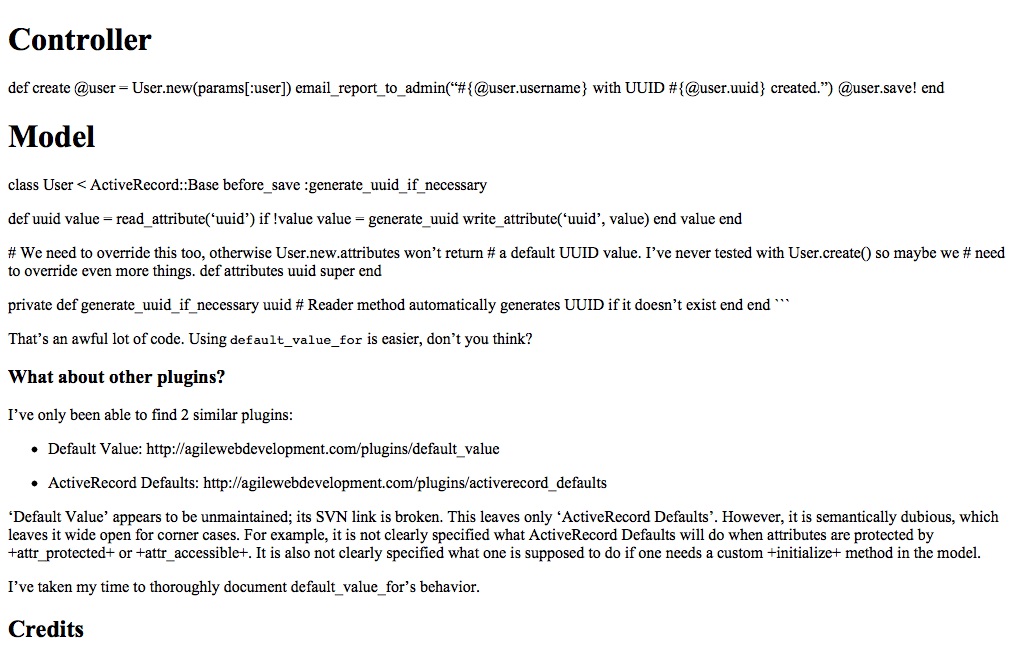 Controller
def create @user = User.new(params[:user]) email_report_to_admin(“#{@user.username} with UUID #{@user.uuid} created.”) @user.save! end
Model
class User < ActiveRecord::Base before_save :generate_uuid_if_necessary
def uuid value = read_attribute(‘uuid’) if !value value = generate_uuid write_attribute(‘uuid’, value) end value end
# We need to override this too, otherwise User.new.attributes won’t return # a default UUID value. I’ve never tested with User.create() so maybe we # need
to override even more things. def attributes uuid super end
private def generate_uuid_if_necessary uuid # Reader method automatically generates UUID if it doesn’t exist end end ```
That’s an awful lot of code. Using default_value_for is easier, don’t you think?
What about other plugins?
I’ve only been able to find 2 similar plugins:
• Default Value: http://agilewebdevelopment.com/plugins/default_value
• ActiveRecord Defaults: http://agilewebdevelopment.com/plugins/activerecord_defaults
‘Default Value’ appears to be unmaintained; its SVN link is broken. This leaves only ‘ActiveRecord Defaults’. However, it is semantically dubious, which
leaves it wide open for corner cases. For example, it is not clearly specified what ActiveRecord Defaults will do when attributes are protected by
+attr_protected+ or +attr_accessible+. It is also not clearly specified what one is supposed to do if one needs a custom +initialize+ method in the model.
I’ve taken my time to thoroughly document default_value_for’s behavior.
Credits